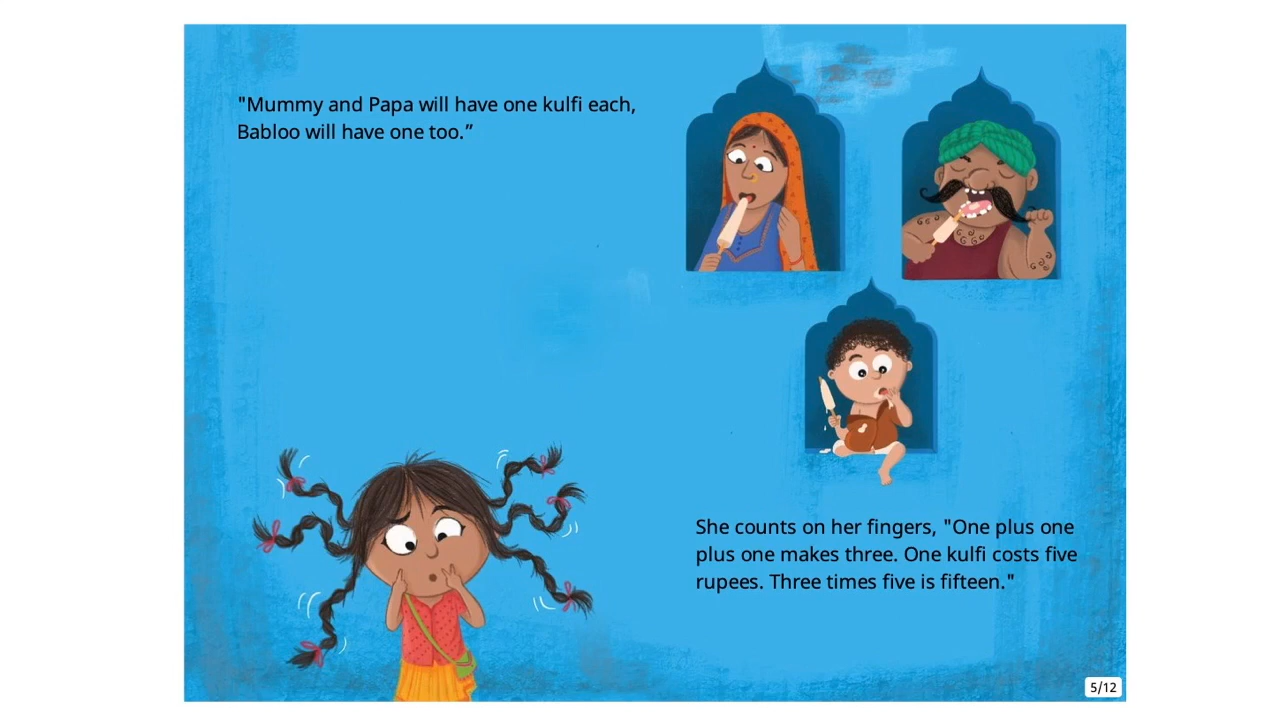 "Mummy and Papa will have one kulfi each,
Babloo will have one too.”
She counts on her fingers, "One plus one
plus one makes three. One kulfi costs five
rupees. Three times five is fifteen."
5/12